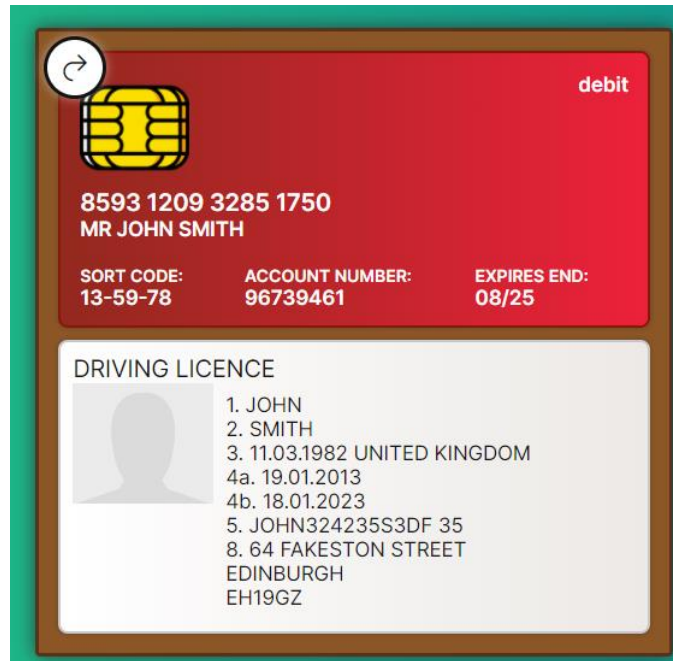 debit
8593 1209 3285 1750
MR JOHN SMITH
SORT CODE: ACCOUNT NUMBER: EXPIRES END:
13-59-78 96739461 08/25
DRIVING LICENCE
1. JOHN
2. SMITH
3. 11.03.1982 UNITED KINGDOM
4a. 19.01.2013
4b. 18.01.2023
5. JOHN324235S3DF 35
8. 64 FAKESTON STREET
EDINBURGH
EH19GZ